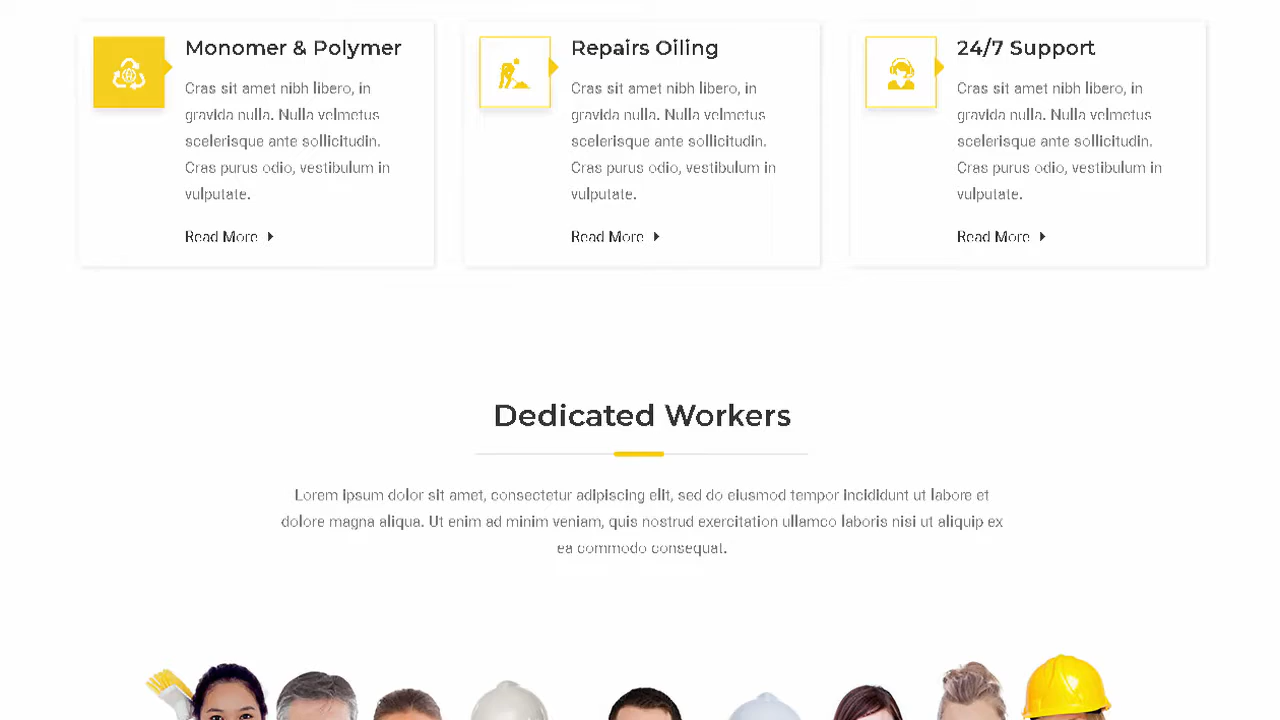 Monomer & Polymer
Cras sit amet nibh libero, in
gravida nulla. Nulla velmetus
scelerisque ante sollicitudin.
Cras purus odio, vestibulum in
vulputate.
Read More
Repairs Oiling
Cras sit amet nibh libero, in
gravida nulla. Nulla velmetus
scelerisque ante sollicitudin.
Cras purus odio, vestibulum in
vulputate.
Read More
24/7 Support
Cras sit amet nibh libero, in
gravida nulla. Nulla velmetus
scelerisque ante sollicitudin.
Cras purus odio, vestibulum in
vulputate.
Read More
Dedicated Workers
Lorem ipsum dolor sit amet, consectetur adipiscing elit, sed do eiusmod tempor incididunt ut labore et
dolore magna aliqua. Ut enim ad minim veniam, quis nostrud exercitation ullamco laboris nisi ut aliquip ex
ea commodo consequat.